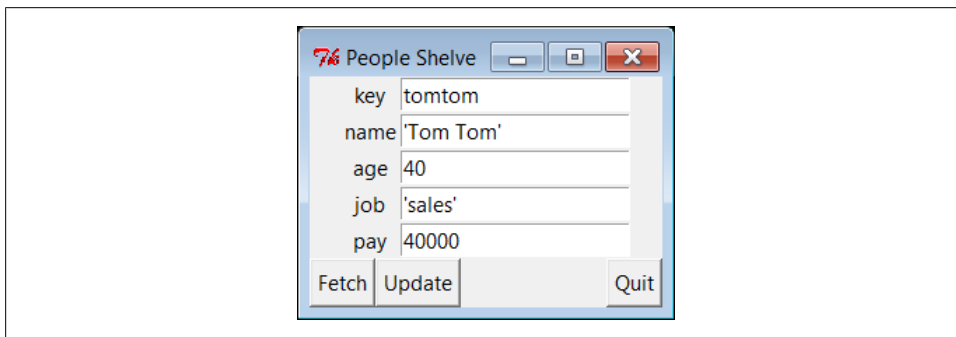 People Shelve
key tomtom
name 'Tom Tom'
age 40
job 'sales'
pay 40000
Fetch Update Quit